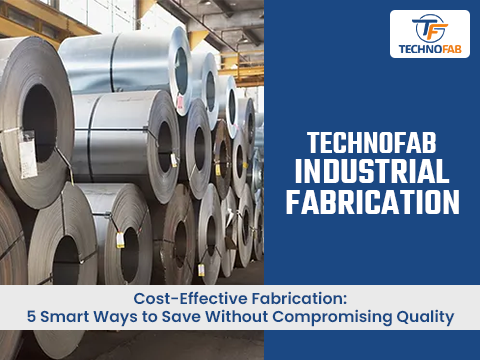 TF
TECHNOFAB
TECHNOFAB
INDUSTRIAL
FABRICATION
Cost-Effective Fabrication:
5 Smart Ways to Save Without Compromising Quality